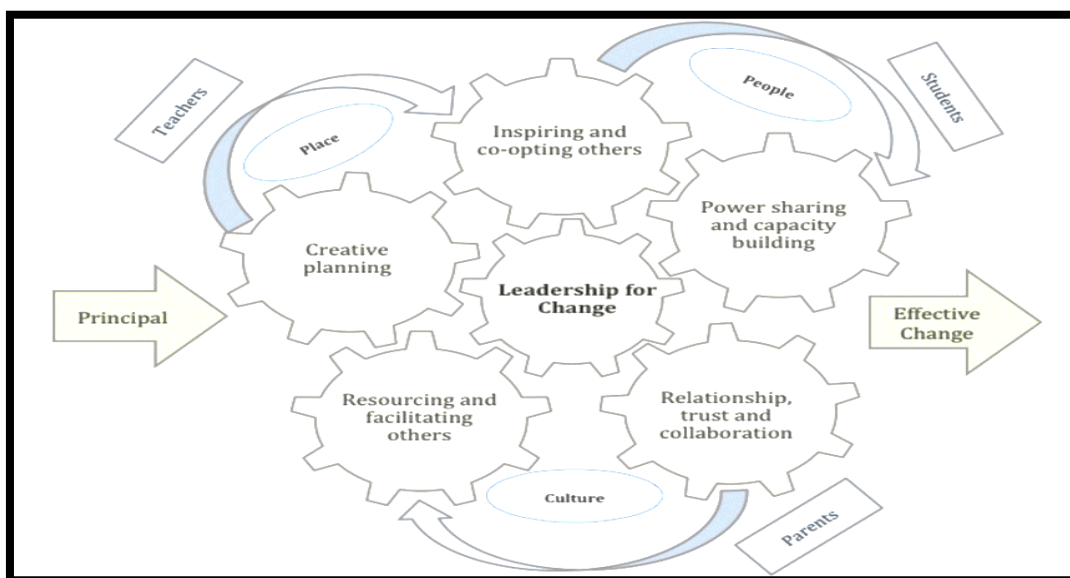 Teachers
Place
People
Students
Inspiring and
co-opting others
Creative
planning
Power sharing
and capacity
building
Leadership for
Change
Principal
Effective
Change
Resourcing and
facilitating
others
Relationship,
trust and
collaboration
Culture
Parents